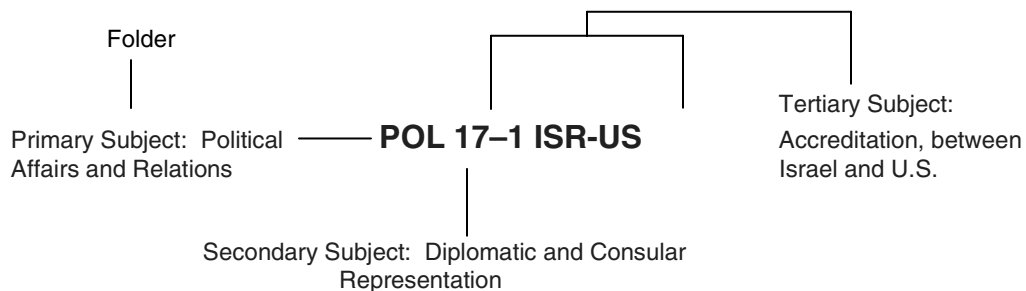 Folder
Primary Subject: Political
Affairs and Relations
POL 17–1 ISR-US
Tertiary Subject:
Accreditation, between
Israel and U.S.
Secondary Subject: Diplomatic and Consular
Representation